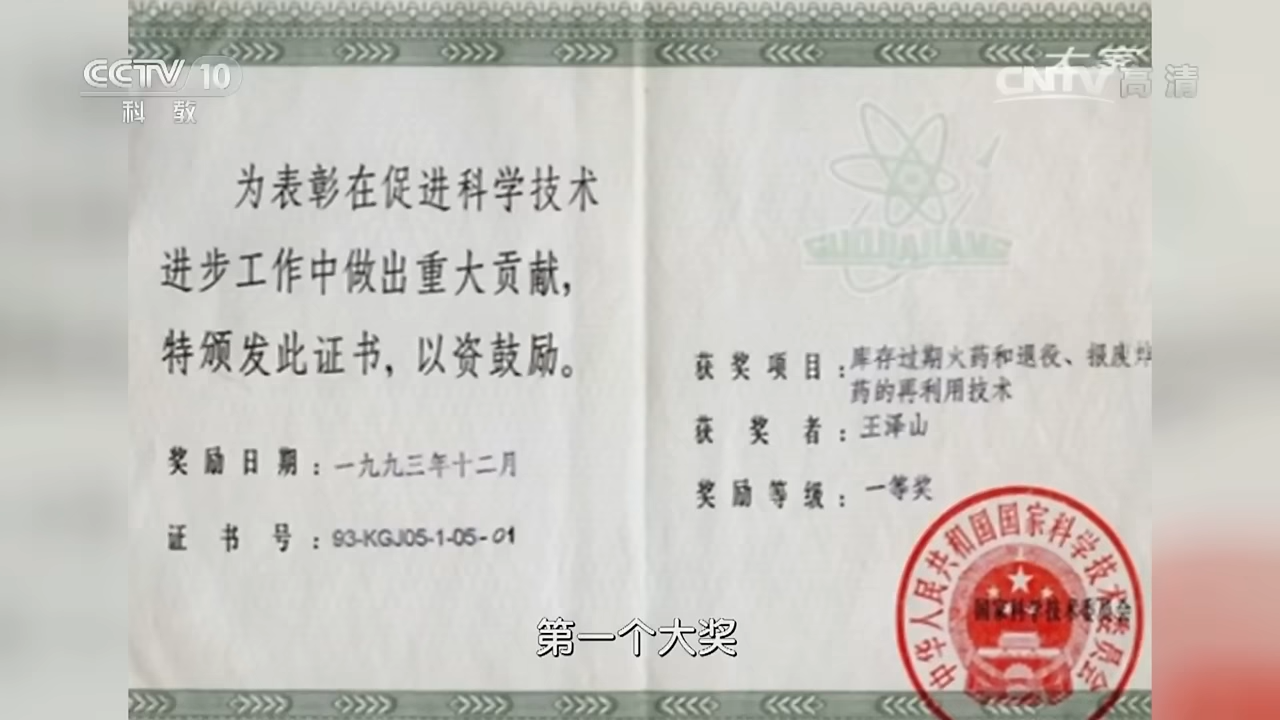 CCTV 10
科教
大家
CNTV高清
为表彰在促进科学技术
进步工作中做出重大贡献，
特颁发此证书，以资鼓励。
奖励日期：一九九三年十二月
证书号：93-KGJ05-1-05-01
获奖项目：库存过期火药和退役、报废炸
药的再利用技术
获奖者：王泽山
奖励等级：一等奖
中华人民共和国国家科学技术委员会
国家科学技术委员会
第一个大奖